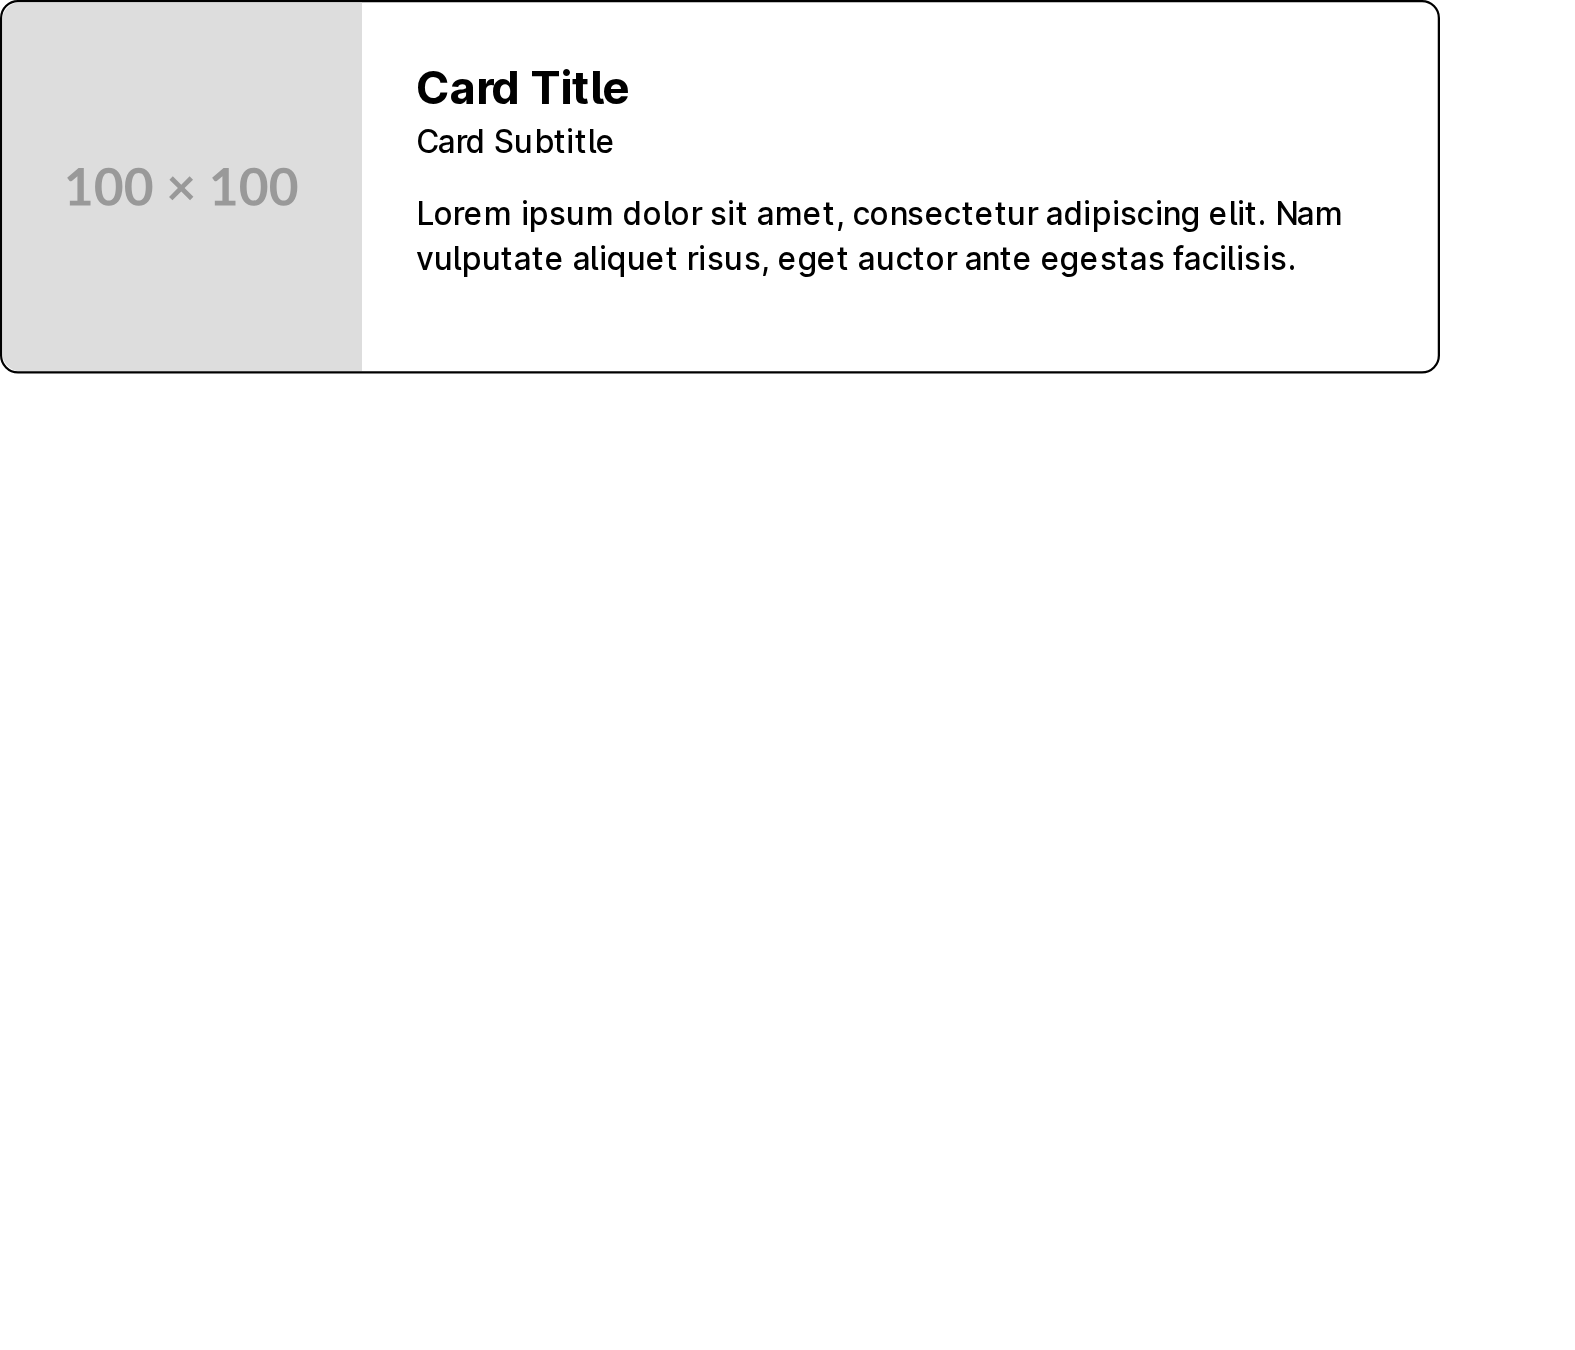 100 × 100
Card Title
Card Subtitle
Lorem ipsum dolor sit amet, consectetur adipiscing elit. Nam
vulputate aliquet risus, eget auctor ante egestas facilisis.